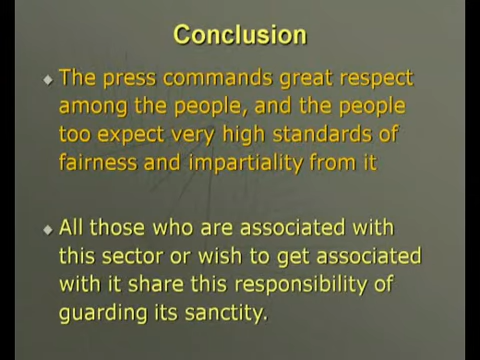 Conclusion
The press commands great respect
among the people, and the people
too expect very high standards of
fairness and impartiality from it
All those who are associated with
this sector or wish to get associated
with it share this responsibility of
guarding its sanctity.